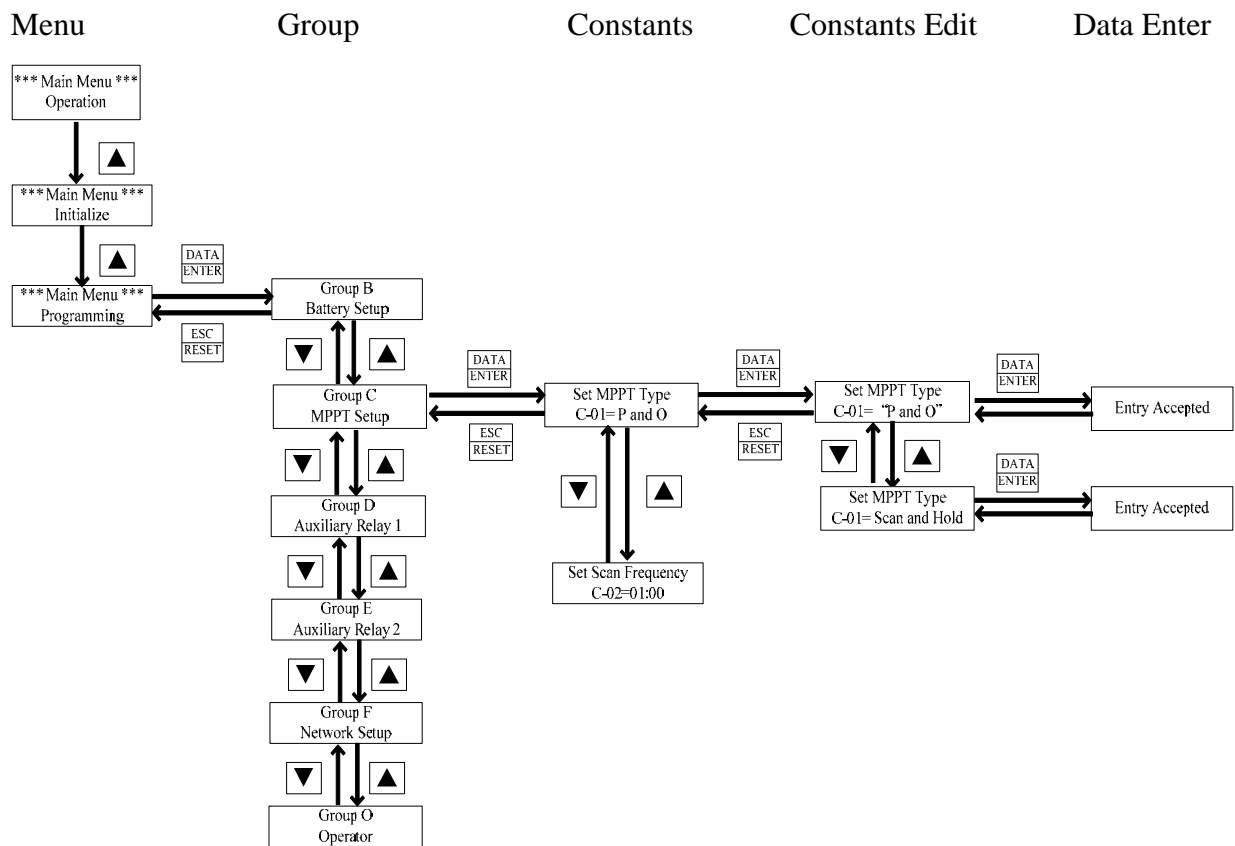 Menu
Group
Constants
Constants Edit
Data Enter
*** Main Menu ***
Operation
*** Main Menu ***
Initialize
*** Main Menu ***
Programming
DATA
ENTER
ESC
RESET
Group B
Battery Setup
Group C
MPPT Setup
Group D
Auxiliary Relay 1
Group E
Auxiliary Relay 2
Group F
Network Setup
Group O
Operator
DATA
ENTER
ESC
RESET
Set MPPT Type
C-01= P and O
Set Scan Frequency
C-02=01:00
DATA
ENTER
ESC
RESET
Set MPPT Type
C-01= “P and O”
Set MPPT Type
C-01= Scan and Hold
DATA
ENTER
Entry Accepted
DATA
ENTER
Entry Accepted